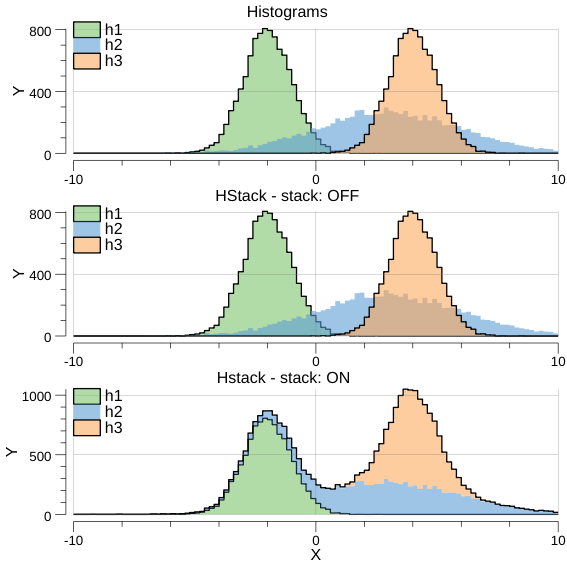 Histograms
800
h1
h2
h3
Y
400
0
-10
0
10
HStack - stack: OFF
800
h1
h2
h3
Y
400
0
-10
0
10
Hstack - stack: ON
1000
h1
h2
h3
Y
500
0
-10
0
10
X